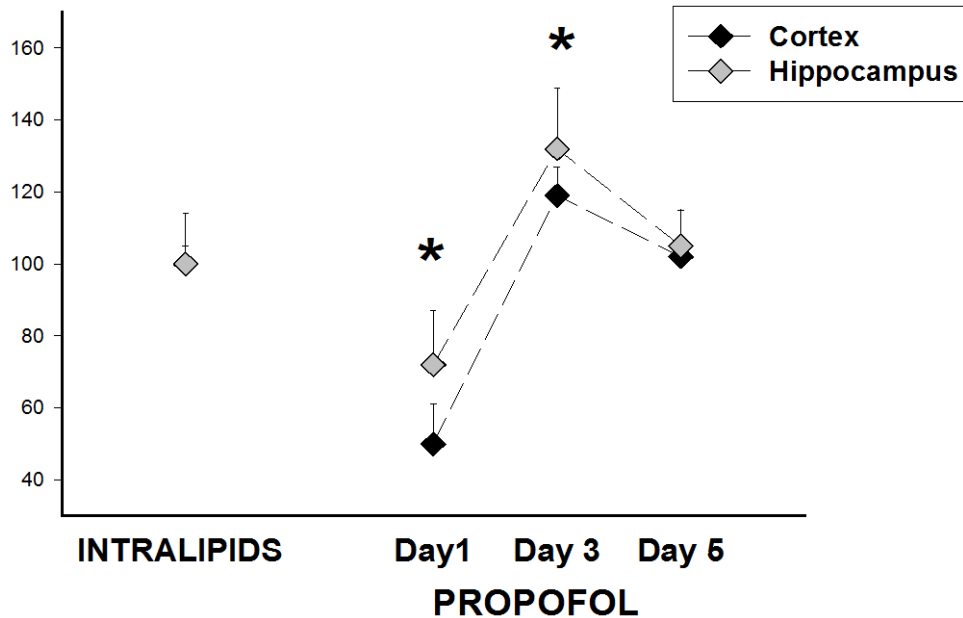 Cortex
Hippocampus
160
140
120
100
80
60
40
*
*
INTRALIPIDS Day1 Day 3 Day 5
PROPOFOL